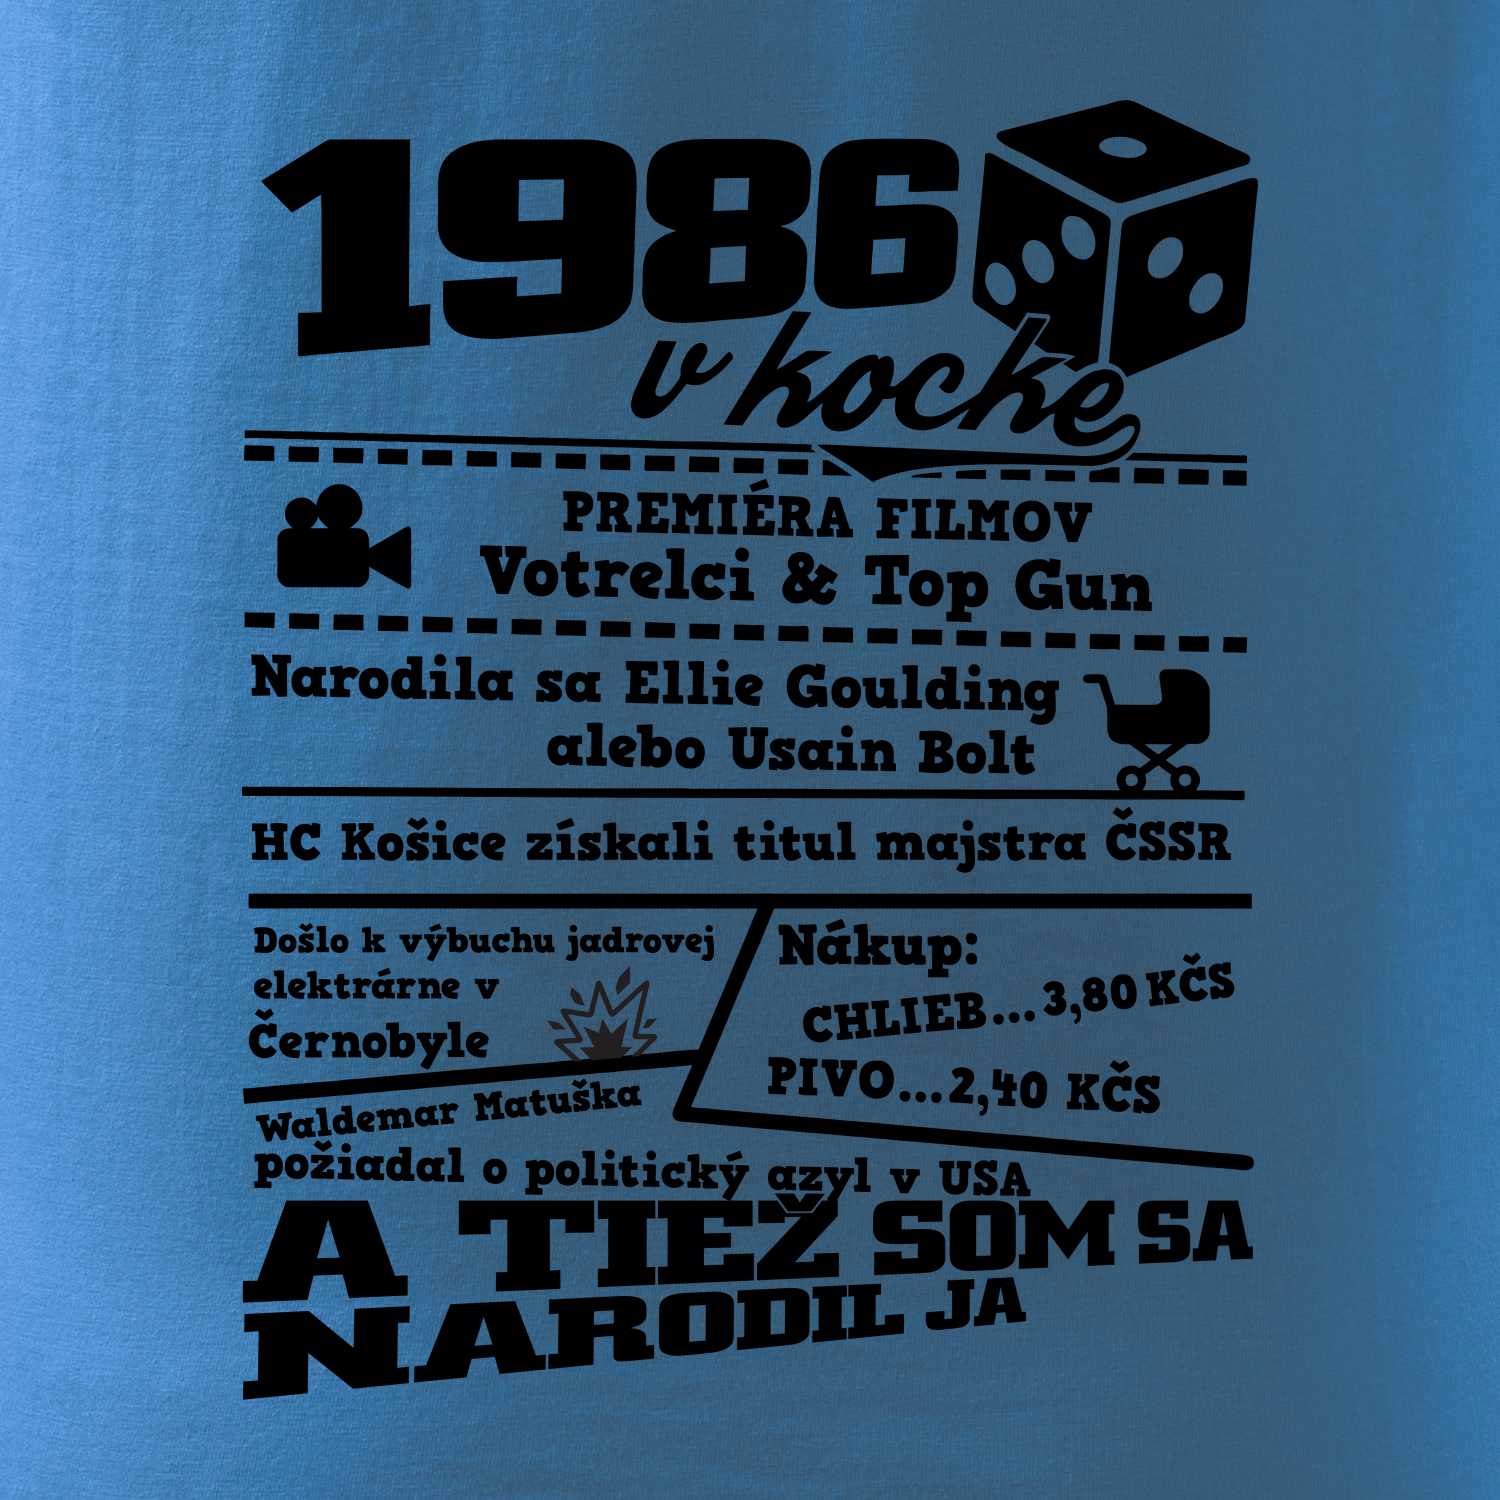 1986
v kocke
PREMIÉRA FILMOV
Votrelci & Top Gun
Narodila sa Ellie Goulding
alebo Usain Bolt
HC Košice získali titul majstra ČSSR
Došlo k výbuchu jadrovej
elektrárne v
Černobyle
Nákup:
CHLIEB...3,80 KČS
PIVO...2,40 KČS
Waldemar Matuška
požiadal o politický azyl v USA
A TIEŽ SOM SA
NARODIL JA